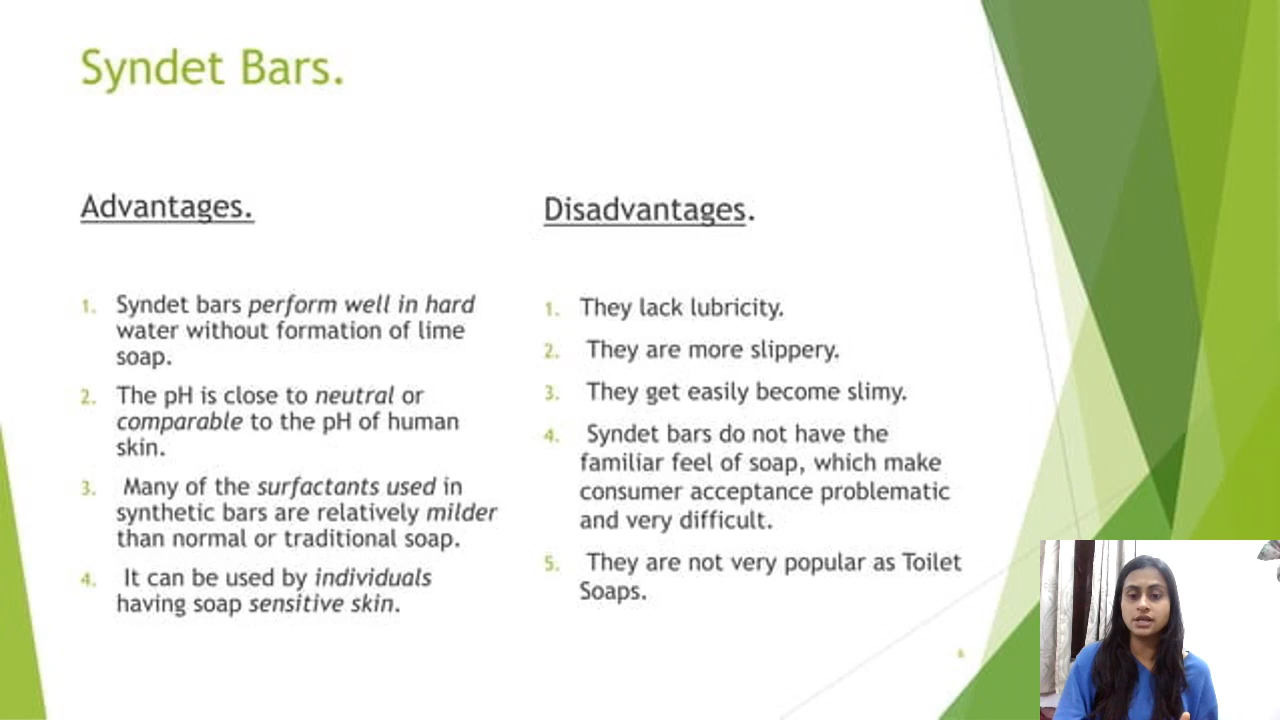 Syndet Bars.
Advantages.
1. Syndet bars perform well in hard
water without formation of lime
soap.
2. The pH is close to neutral or
comparable to the pH of human
skin.
3. Many of the surfactants used in
synthetic bars are relatively milder
than normal or traditional soap.
4. It can be used by individuals
having soap sensitive skin.
Disadvantages.
1. They lack lubricity.
2. They are more slippery.
3. They get easily become slimy.
4. Syndet bars do not have the
familiar feel of soap, which make
consumer acceptance problematic
and very difficult.
5. They are not very popular as Toilet
Soaps.